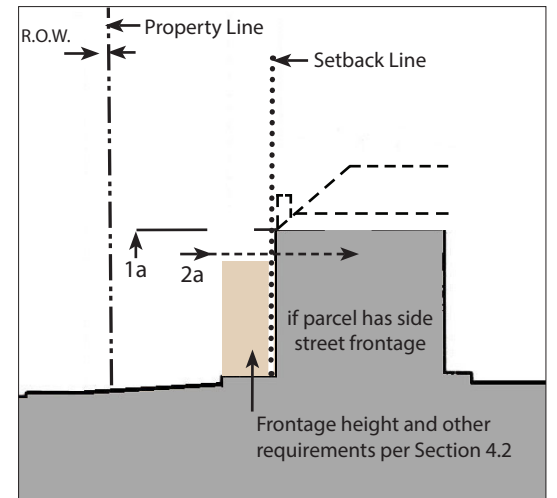 Property Line
R.O.W.
Setback Line
1a
2a
if parcel has side
street frontage
Frontage height and other
requirements per Section 4.2